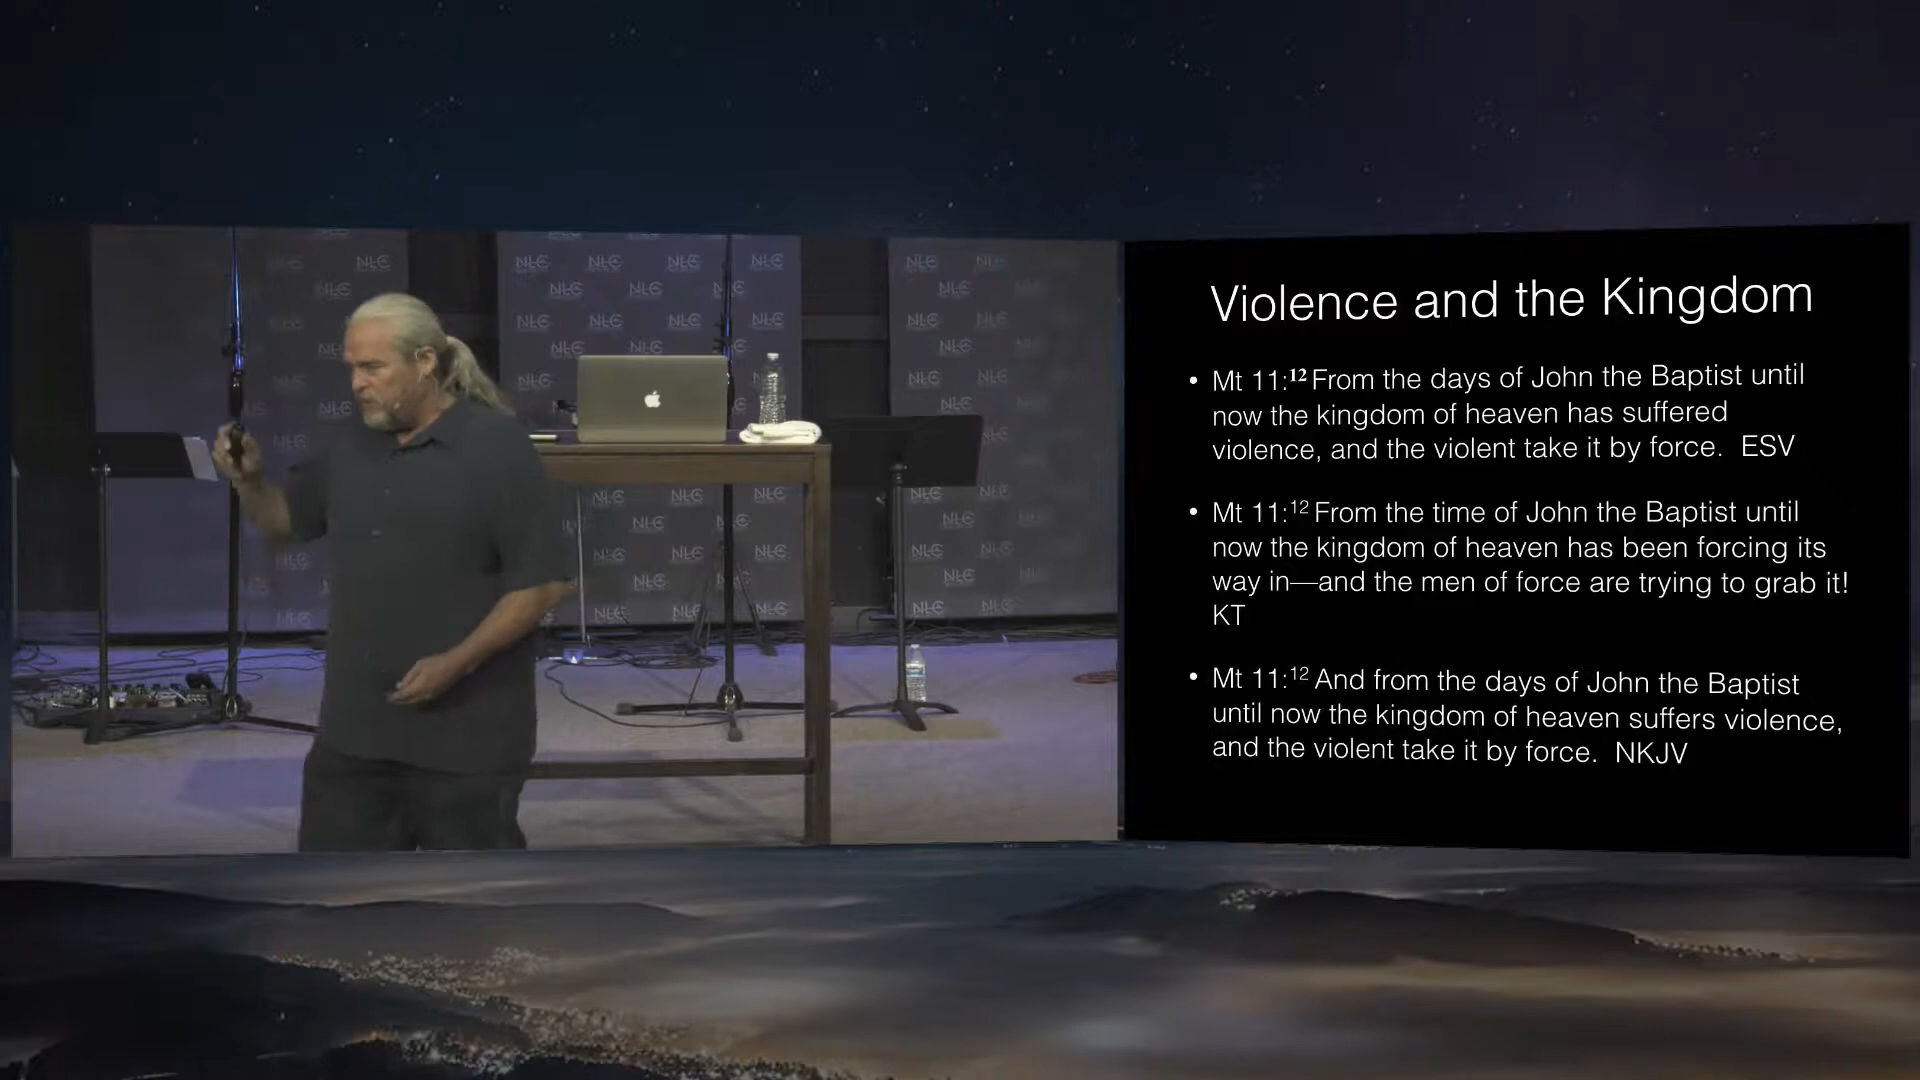 NLC
Violence and the Kingdom
• Mt 11:12 From the days of John the Baptist until
now the kingdom of heaven has suffered
violence, and the violent take it by force. ESV
• Mt 11:12 From the time of John the Baptist until
now the kingdom of heaven has been forcing its
way in—and the men of force are trying to grab it!
KT
• Mt 11:12 And from the days of John the Baptist
until now the kingdom of heaven suffers violence,
and the violent take it by force. NKJV